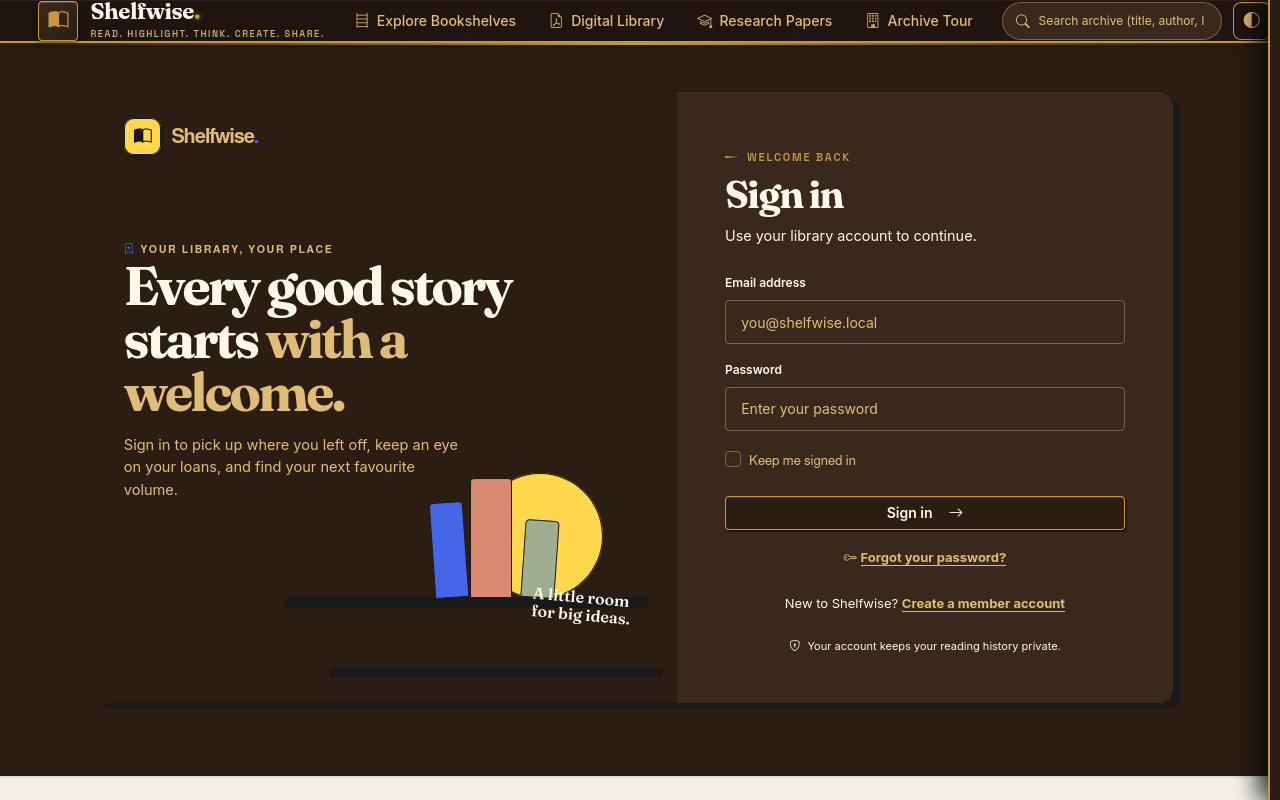 Shelfwise.
READ. HIGHLIGHT. THINK. CREATE. SHARE.
Explore Bookshelves
Digital Library
Research Papers
Archive Tour
Search archive (title, author, I
Shelfwise.
YOUR LIBRARY, YOUR PLACE
Every good story
starts with a
welcome.
Sign in to pick up where you left off, keep an eye
on your loans, and find your next favourite
volume.
A little room
for big ideas.
WELCOME BACK
Sign in
Use your library account to continue.
Email address
you@shelfwise.local
Password
Enter your password
Keep me signed in
Sign in
Forgot your password?
New to Shelfwise? Create a member account
Your account keeps your reading history private.